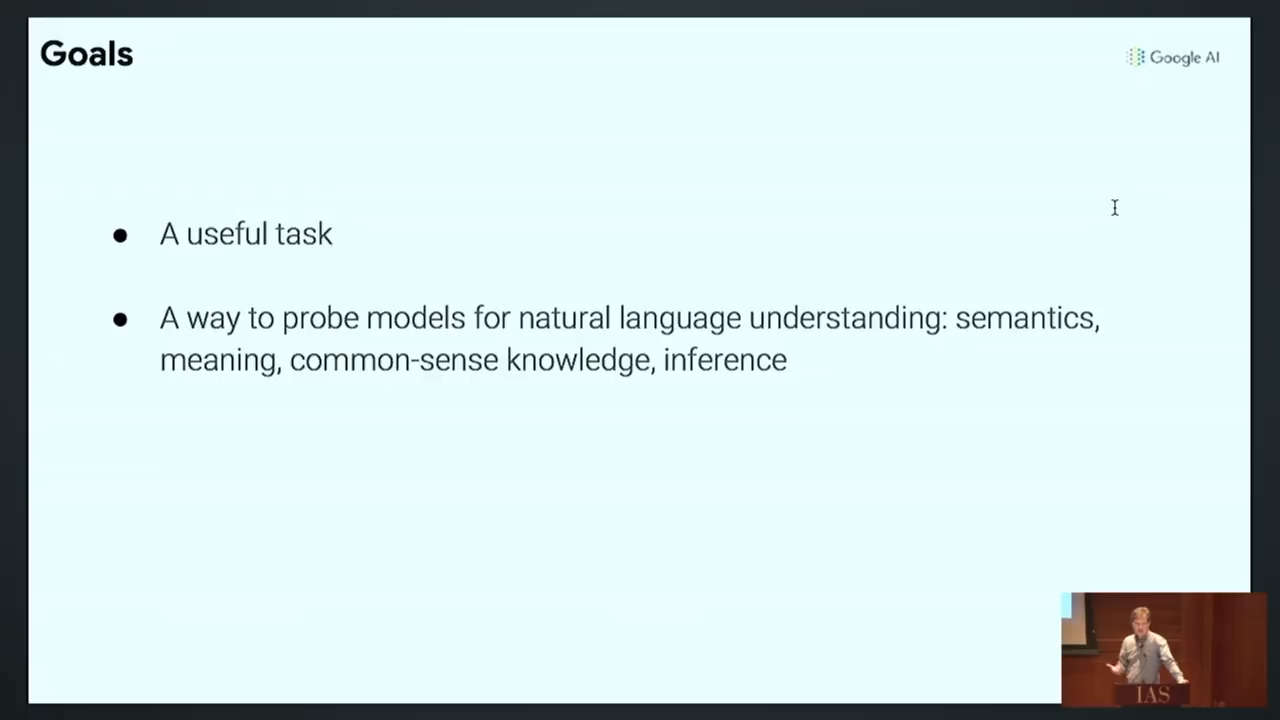 Goals
Google AI
● A useful task
● A way to probe models for natural language understanding: semantics,
meaning, common-sense knowledge, inference
IAS